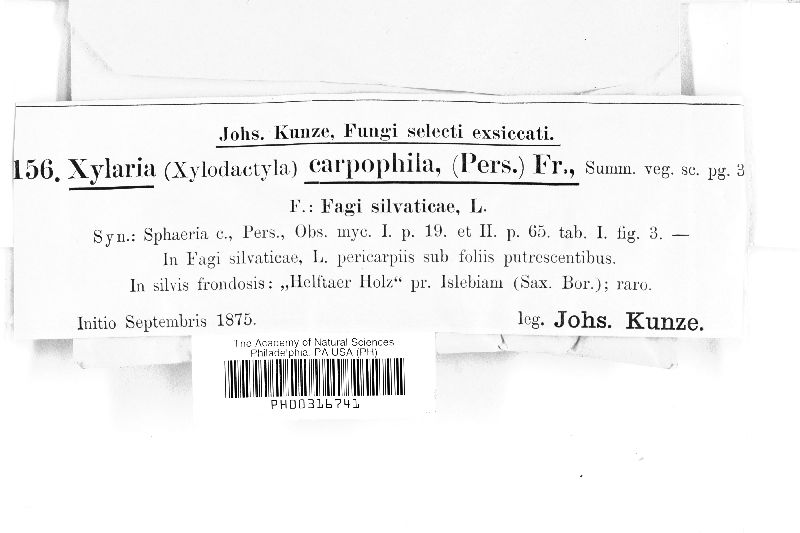 Johs. Kunze, Fungi selecti exsiccati.
156. Xylaria (Xylodactyla) carpophila, (Pers.) Fr., Summ. veg. sc. pg. 3
F.: Fagi silvaticae, L.
Syn.: Sphaeria c., Pers., Obs. myc. I. p. 19. et II. p. 65. tab. I. fig. 3. —
In Fagi silvaticae, L. pericarpiis sub foliis putrescentibus.
In silvis frondosis: „Helftaer Holz“ pr. Islebiam (Sax. Bor.); raro.
Initio Septembris 1875. leg. Johs. Kunze.
The Academy of Natural Sciences
Philadelphia, PA USA (PH)
PH00316741